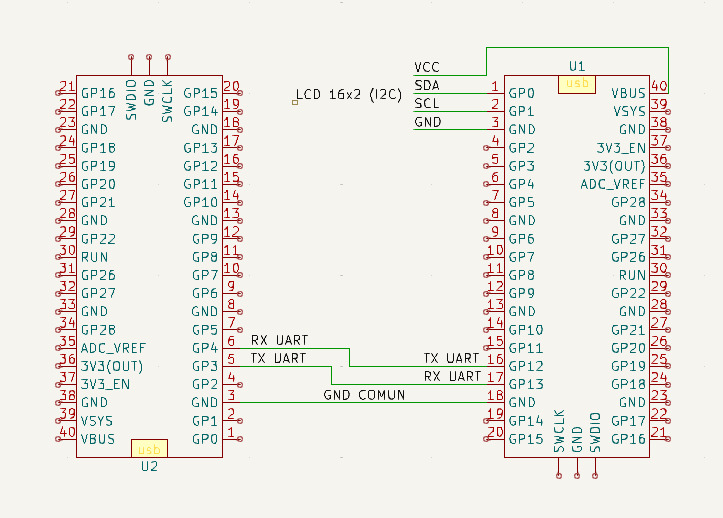 U1
usb
VCC
SDA
SCL
GND
LCD 16x2 (I2C)
SWDIO
GND
SWCLK
21 GP16 GP15 20
22 GP17 GP14 19
23 GND GND 18
24 GP18 GP13 17
25 GP19 GP12 16
26 GP20 GP11 15
27 GP21 GP10 14
28 GND GND 13
29 GP22 GP9 12
30 RUN GP8 11
31 GP26 GP7 10
32 GP27 GP6 9
33 GND GND 8
34 GP28 GP5 7
35 ADC_VREF GP4 6
36 3V3(OUT) GP3 5
37 3V3_EN GP2 4
38 GND GND 3
39 VSYS GP1 2
40 VBUS GP0 1
usb
U2
RX UART
TX UART
TX UART
RX UART
GND COMUN
1 GP0 VBUS 40
2 GP1 VSYS 39
3 GND GND 38
4 GP2 3V3_EN 37
5 GP3 3V3(OUT) 36
6 GP4 ADC_VREF 35
7 GP5 GP28 34
8 GND GND 33
9 GP6 GP27 32
10 GP7 GP26 31
11 GP8 RUN 30
12 GP9 GP22 29
13 GND GND 28
14 GP10 GP21 27
15 GP11 GP20 26
16 GP12 GP19 25
17 GP13 GP18 24
18 GND GND 23
19 GP14 GP17 22
20 GP15 GP16 21
SWCLK
GND
SWDIO